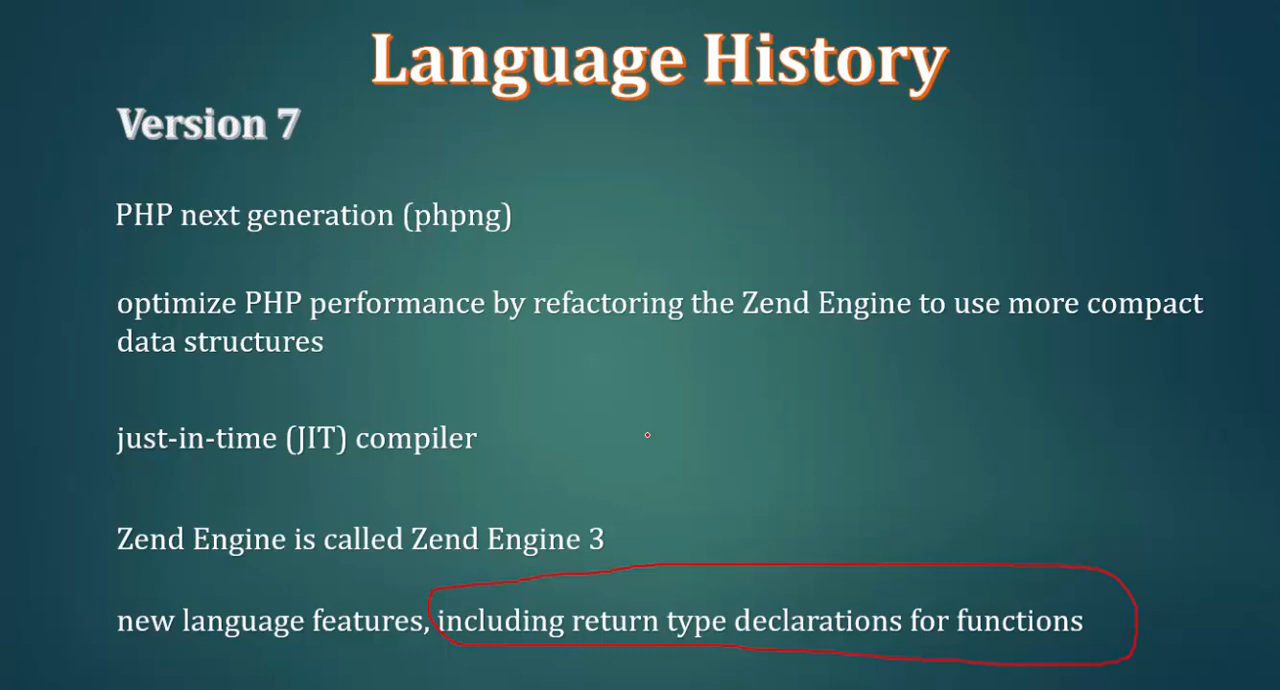 Language History
Version 7
PHP next generation (phpng)
optimize PHP performance by refactoring the Zend Engine to use more compact
data structures
just-in-time (JIT) compiler
Zend Engine is called Zend Engine 3
new language features, including return type declarations for functions